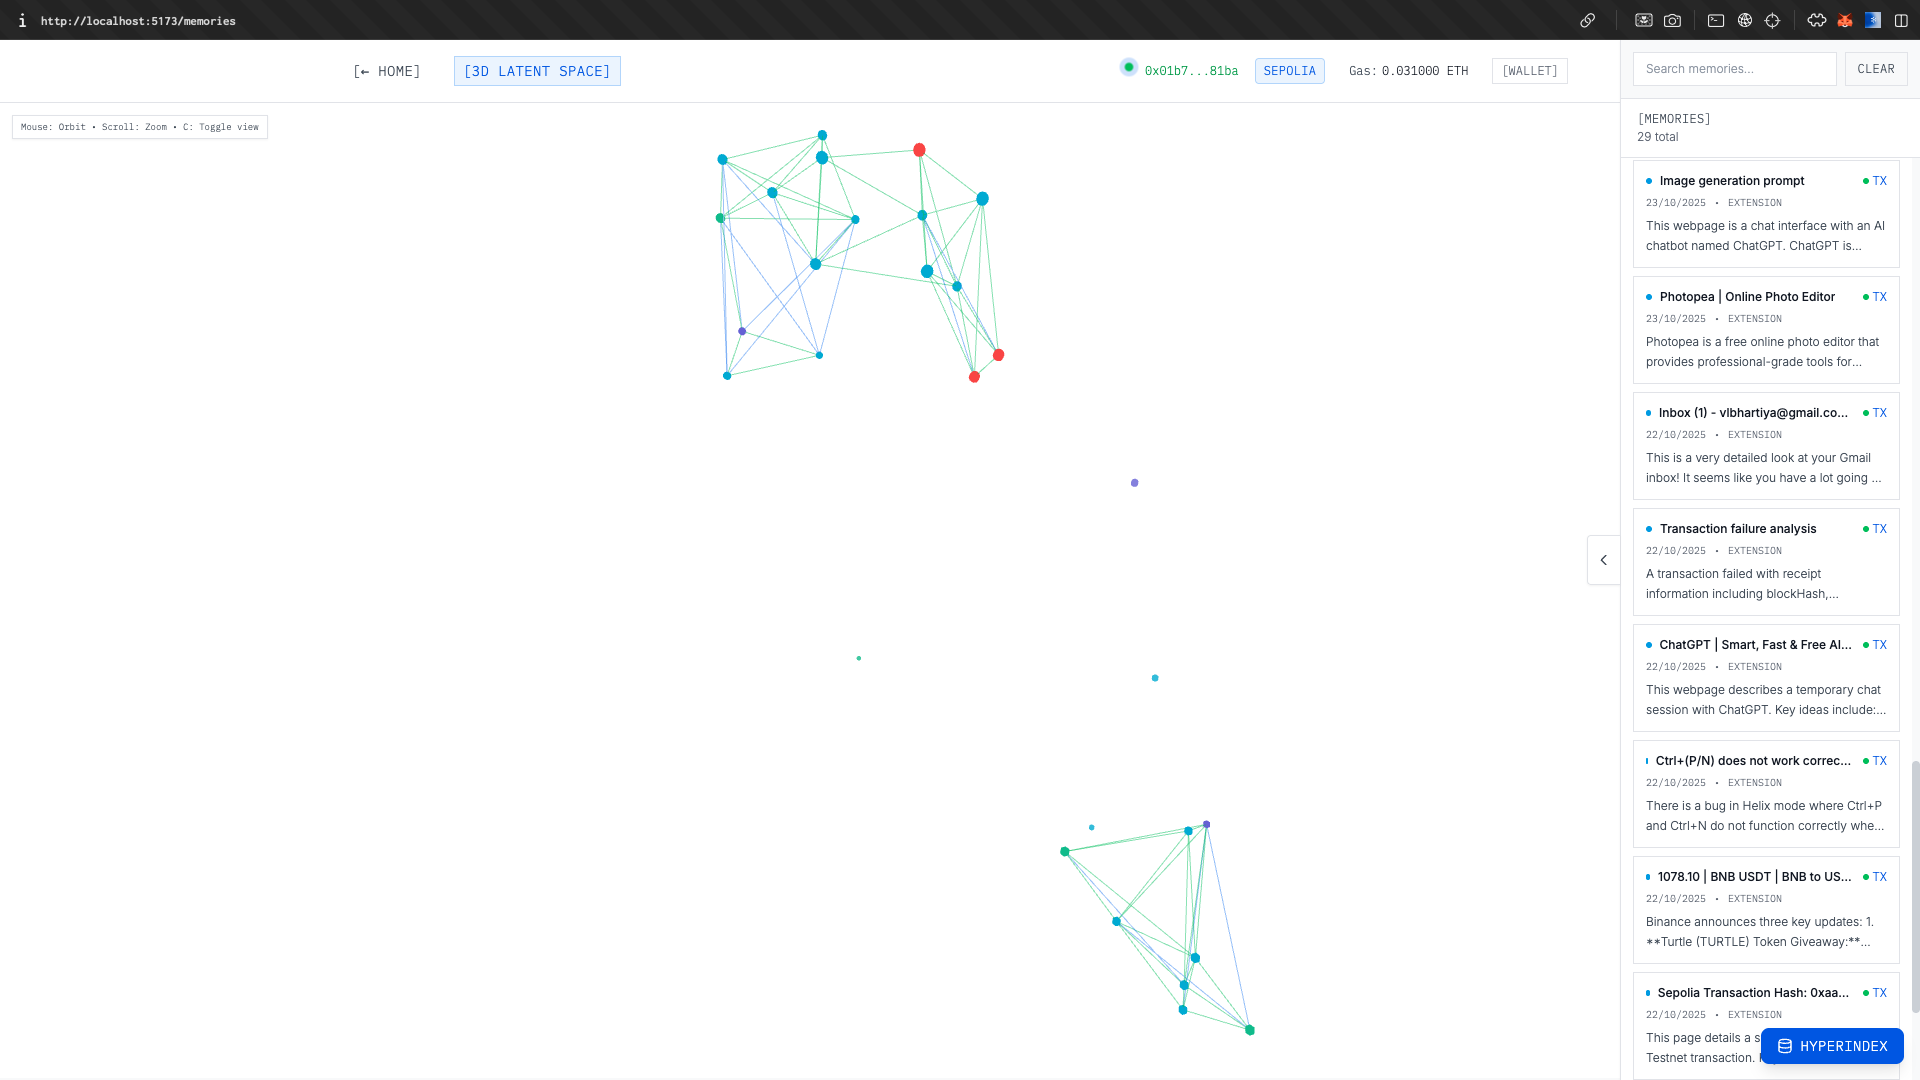 i http://localhost:5173/memories
[← HOME] [3D LATENT SPACE] 0x01b7...81ba SEPOLIA Gas: 0.031000 ETH [WALLET]
Mouse: Orbit • Scroll: Zoom • C: Toggle view
Search memories... CLEAR
[MEMORIES]
29 total
Image generation prompt TX
23/10/2025 • EXTENSION
This webpage is a chat interface with an AI
chatbot named ChatGPT. ChatGPT is...
Photopea | Online Photo Editor TX
23/10/2025 • EXTENSION
Photopea is a free online photo editor that
provides professional-grade tools for...
Inbox (1) - vlbhartiya@gmail.co... TX
22/10/2025 • EXTENSION
This is a very detailed look at your Gmail
inbox! It seems like you have a lot going ...
Transaction failure analysis TX
22/10/2025 • EXTENSION
A transaction failed with receipt
information including blockHash,...
ChatGPT | Smart, Fast & Free AI... TX
22/10/2025 • EXTENSION
This webpage describes a temporary chat
session with ChatGPT. Key ideas include:...
Ctrl+(P/N) does not work correc... TX
22/10/2025 • EXTENSION
There is a bug in Helix mode where Ctrl+P
and Ctrl+N do not function correctly whe...
1078.10 | BNB USDT | BNB to US... TX
22/10/2025 • EXTENSION
Binance announces three key updates: 1.
**Turtle (TURTLE) Token Giveaway:**...
Sepolia Transaction Hash: 0xaa... TX
22/10/2025 • EXTENSION
This page details a s
Testnet transaction.
HYPERINDEX